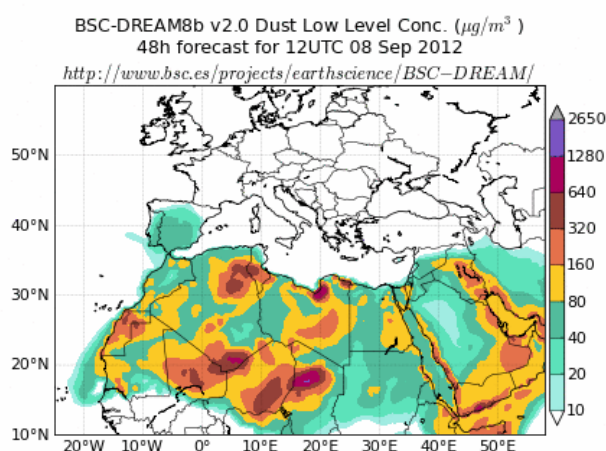 BSC-DREAM8b v2.0 Dust Low Level Conc. (μg/m³ )
48h forecast for 12UTC 08 Sep 2012
http://www.bsc.es/projects/earthscience/BSC−DREAM/
2650
1280
640
320
160
80
40
20
10
50°N
40°N
30°N
20°N
10°N
20°W 10°W 0° 10°E 20°E 30°E 40°E 50°E